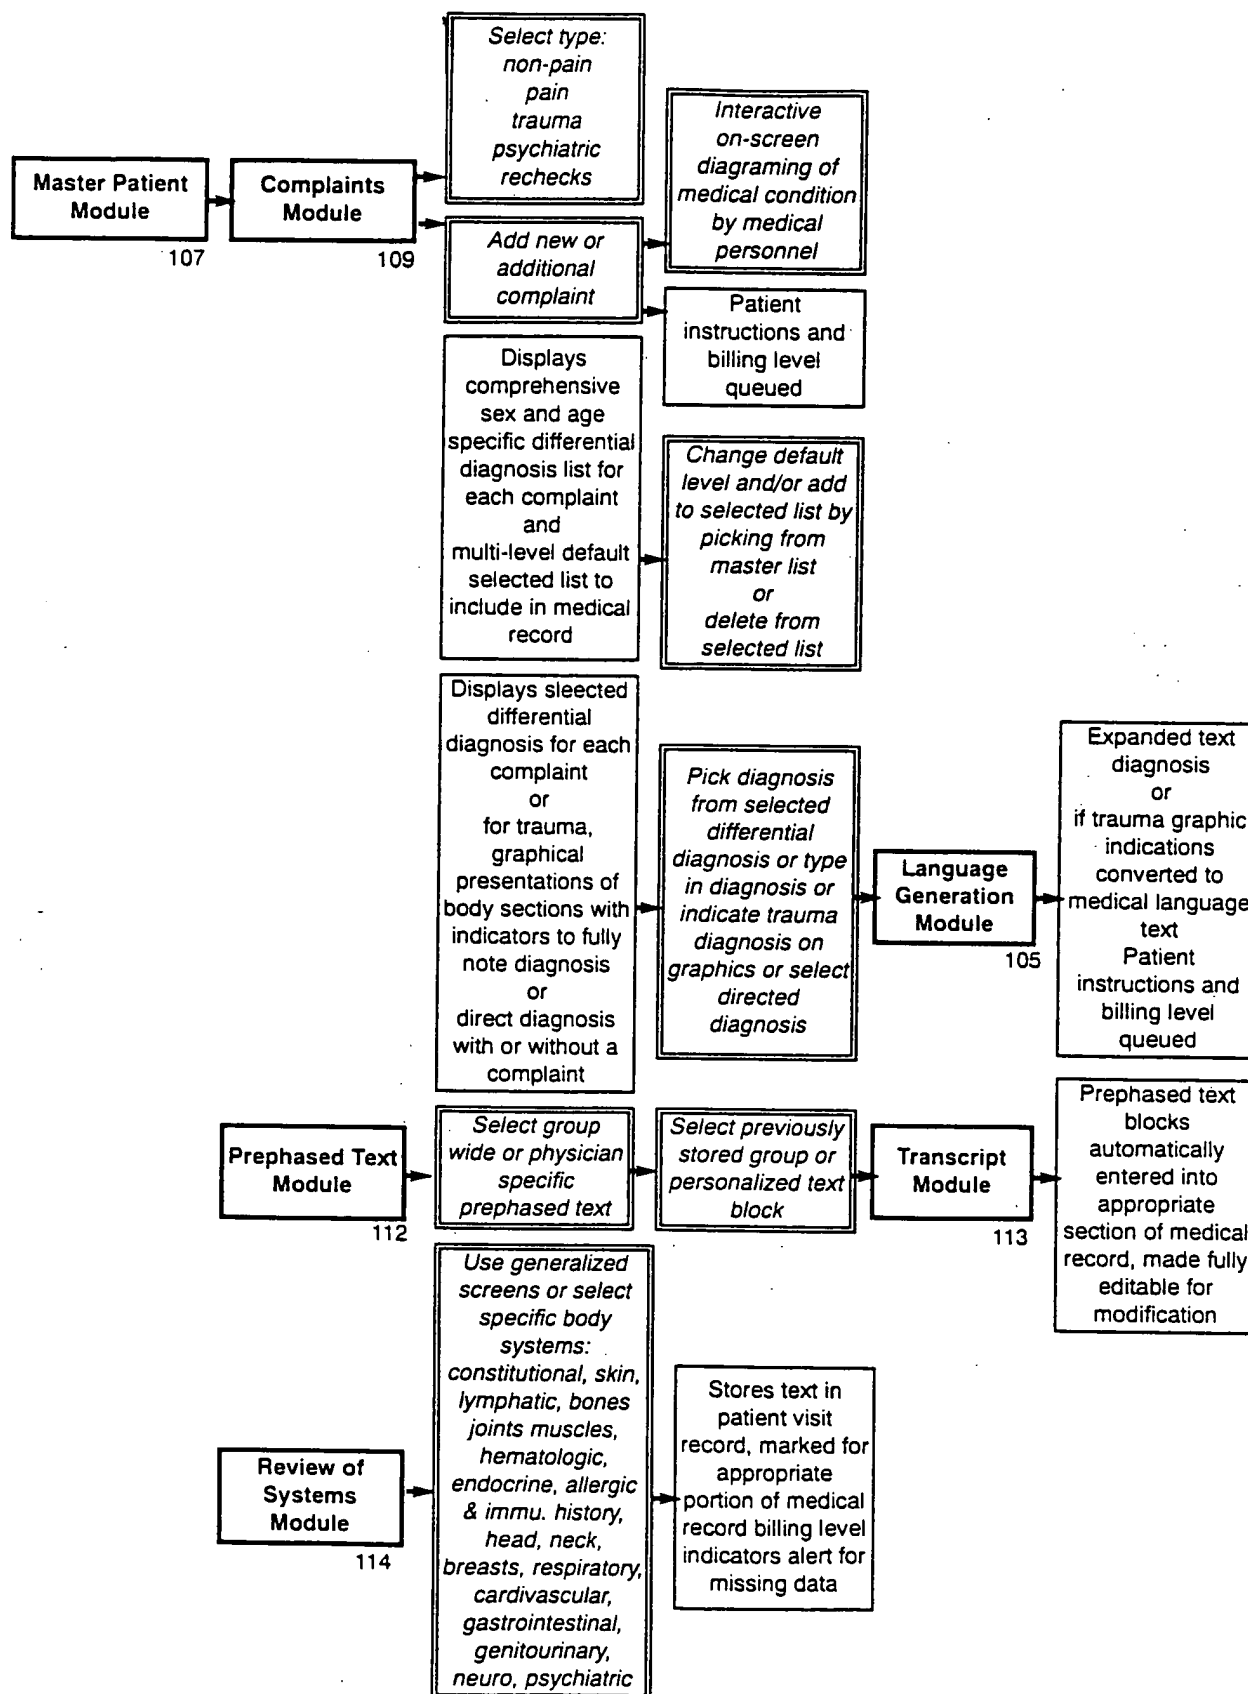 Select type:
non-pain
pain
trauma
psychiatric
rechecks
Interactive
on-screen
diagraming of
medical condition
by medical
personnel
Master Patient
Module
107
Complaints
Module
109
Add new or
additional
complaint
Patient
instructions and
billing level
queued
Displays
comprehensive
sex and age
specific differential
diagnosis list for
each complaint
and
multi-level default
selected list to
include in medical
record
Change default
level and/or add
to selected list by
picking from
master list
or
delete from
selected list
Displays sleected
differential
diagnosis for each
complaint
or
for trauma,
graphical
presentations of
body sections with
indicators to fully
note diagnosis
or
direct diagnosis
with or without a
complaint
Pick diagnosis
from selected
differential
diagnosis or type
in diagnosis or
indicate trauma
diagnosis on
graphics or select
directed
diagnosis
Language
Generation
Module
105
Expanded text
diagnosis
or
if trauma graphic
indications
converted to
medical language
text
Patient
instructions and
billing level
queued
Prephased Text
Module
112
Select group
wide or physician
specific
prephased text
Select previously
stored group or
personalized text
block
Transcript
Module
113
Prephased text
blocks
automatically
entered into
appropriate
section of medical
record, made fully
editable for
modification
Review of
Systems
Module
114
Use generalized
screens or select
specific body
systems:
constitutional, skin,
lymphatic, bones
joints muscles,
hematologic,
endocrine, allergic
& immu. history,
head, neck,
breasts, respiratory,
cardivascular,
gastrointestinal,
genitourinary,
neuro, psychiatric
Stores text in
patient visit
record, marked for
appropriate
portion of medical
record billing level
indicators alert for
missing data